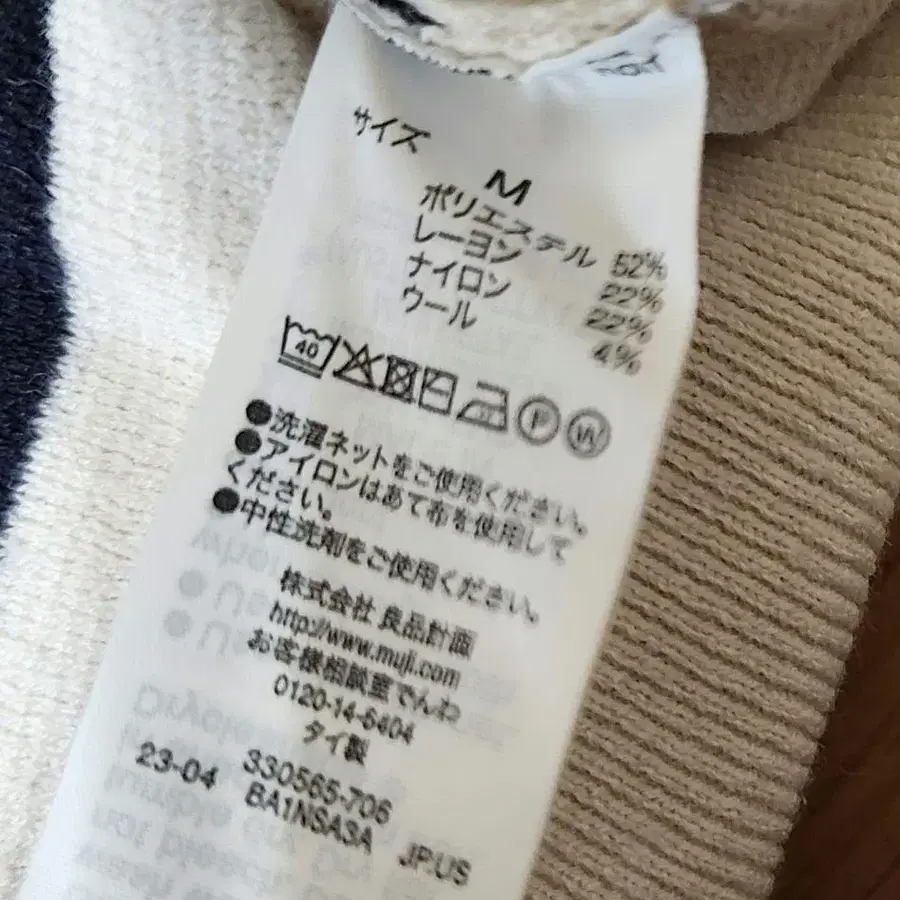 サイズ
M
ポリエステル 52%
レーヨン 22%
ナイロン 22%
ウール 4%
40
P W
●洗濯ネットをご使用ください。
●アイロンはあて布を使用して
ください。
●中性洗剤をご使用ください。
株式会社 良品計画
http://www.muji.com
お客様相談室でんわ
0120-14-6404
タイ製
23-04 330565-706
BA1NSA3A JP.US